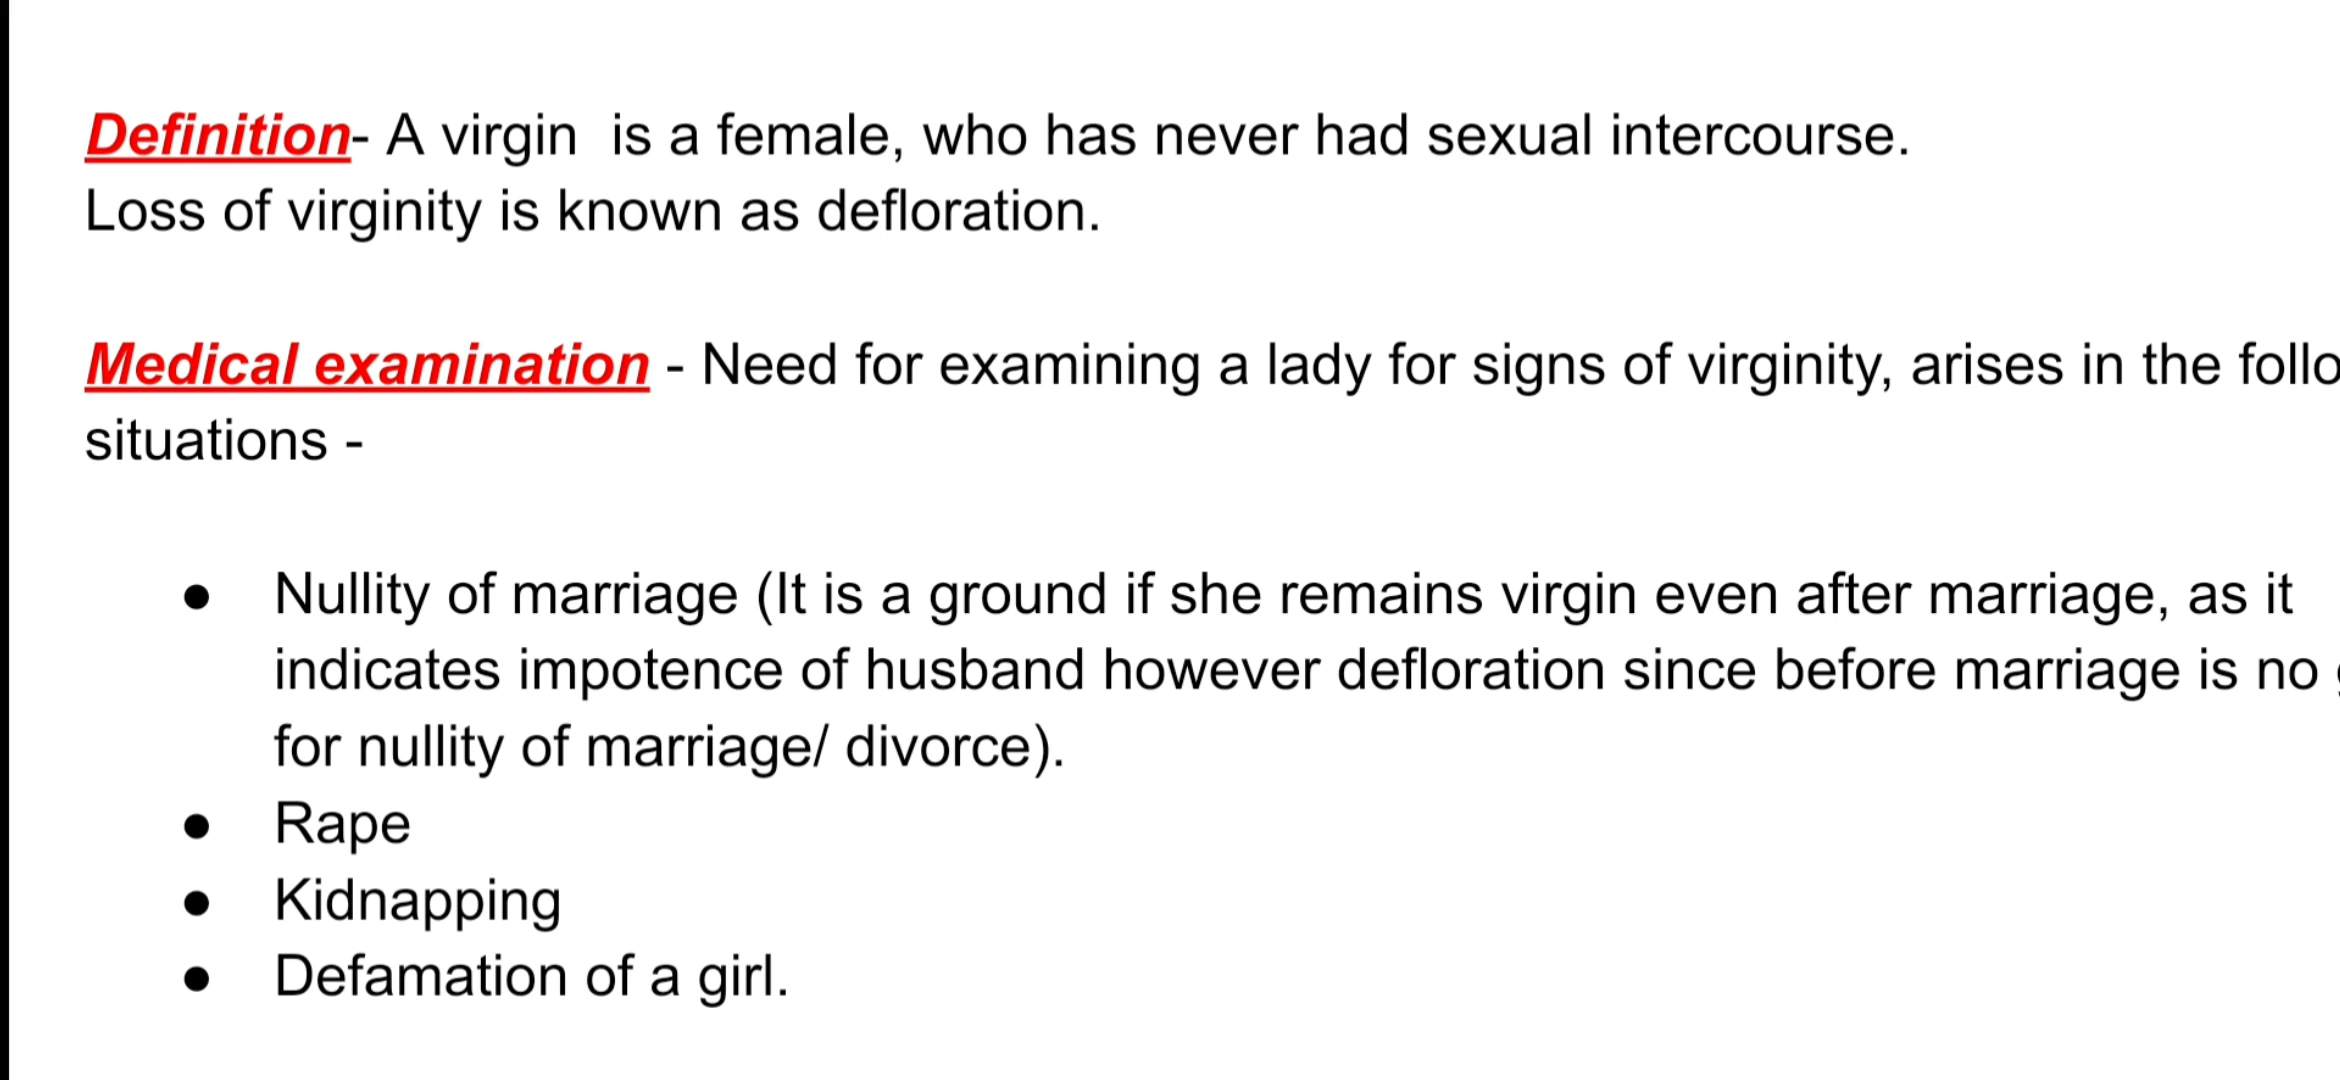 Definition- A virgin  is a female, who has never had sexual intercourse.
Loss of virginity is known as defloration.
Medical examination - Need for examining a lady for signs of virginity, arises in the follo
situations -
● Nullity of marriage (It is a ground if she remains virgin even after marriage, as it
indicates impotence of husband however defloration since before marriage is no
for nullity of marriage/ divorce).
● Rape
● Kidnapping
● Defamation of a girl.